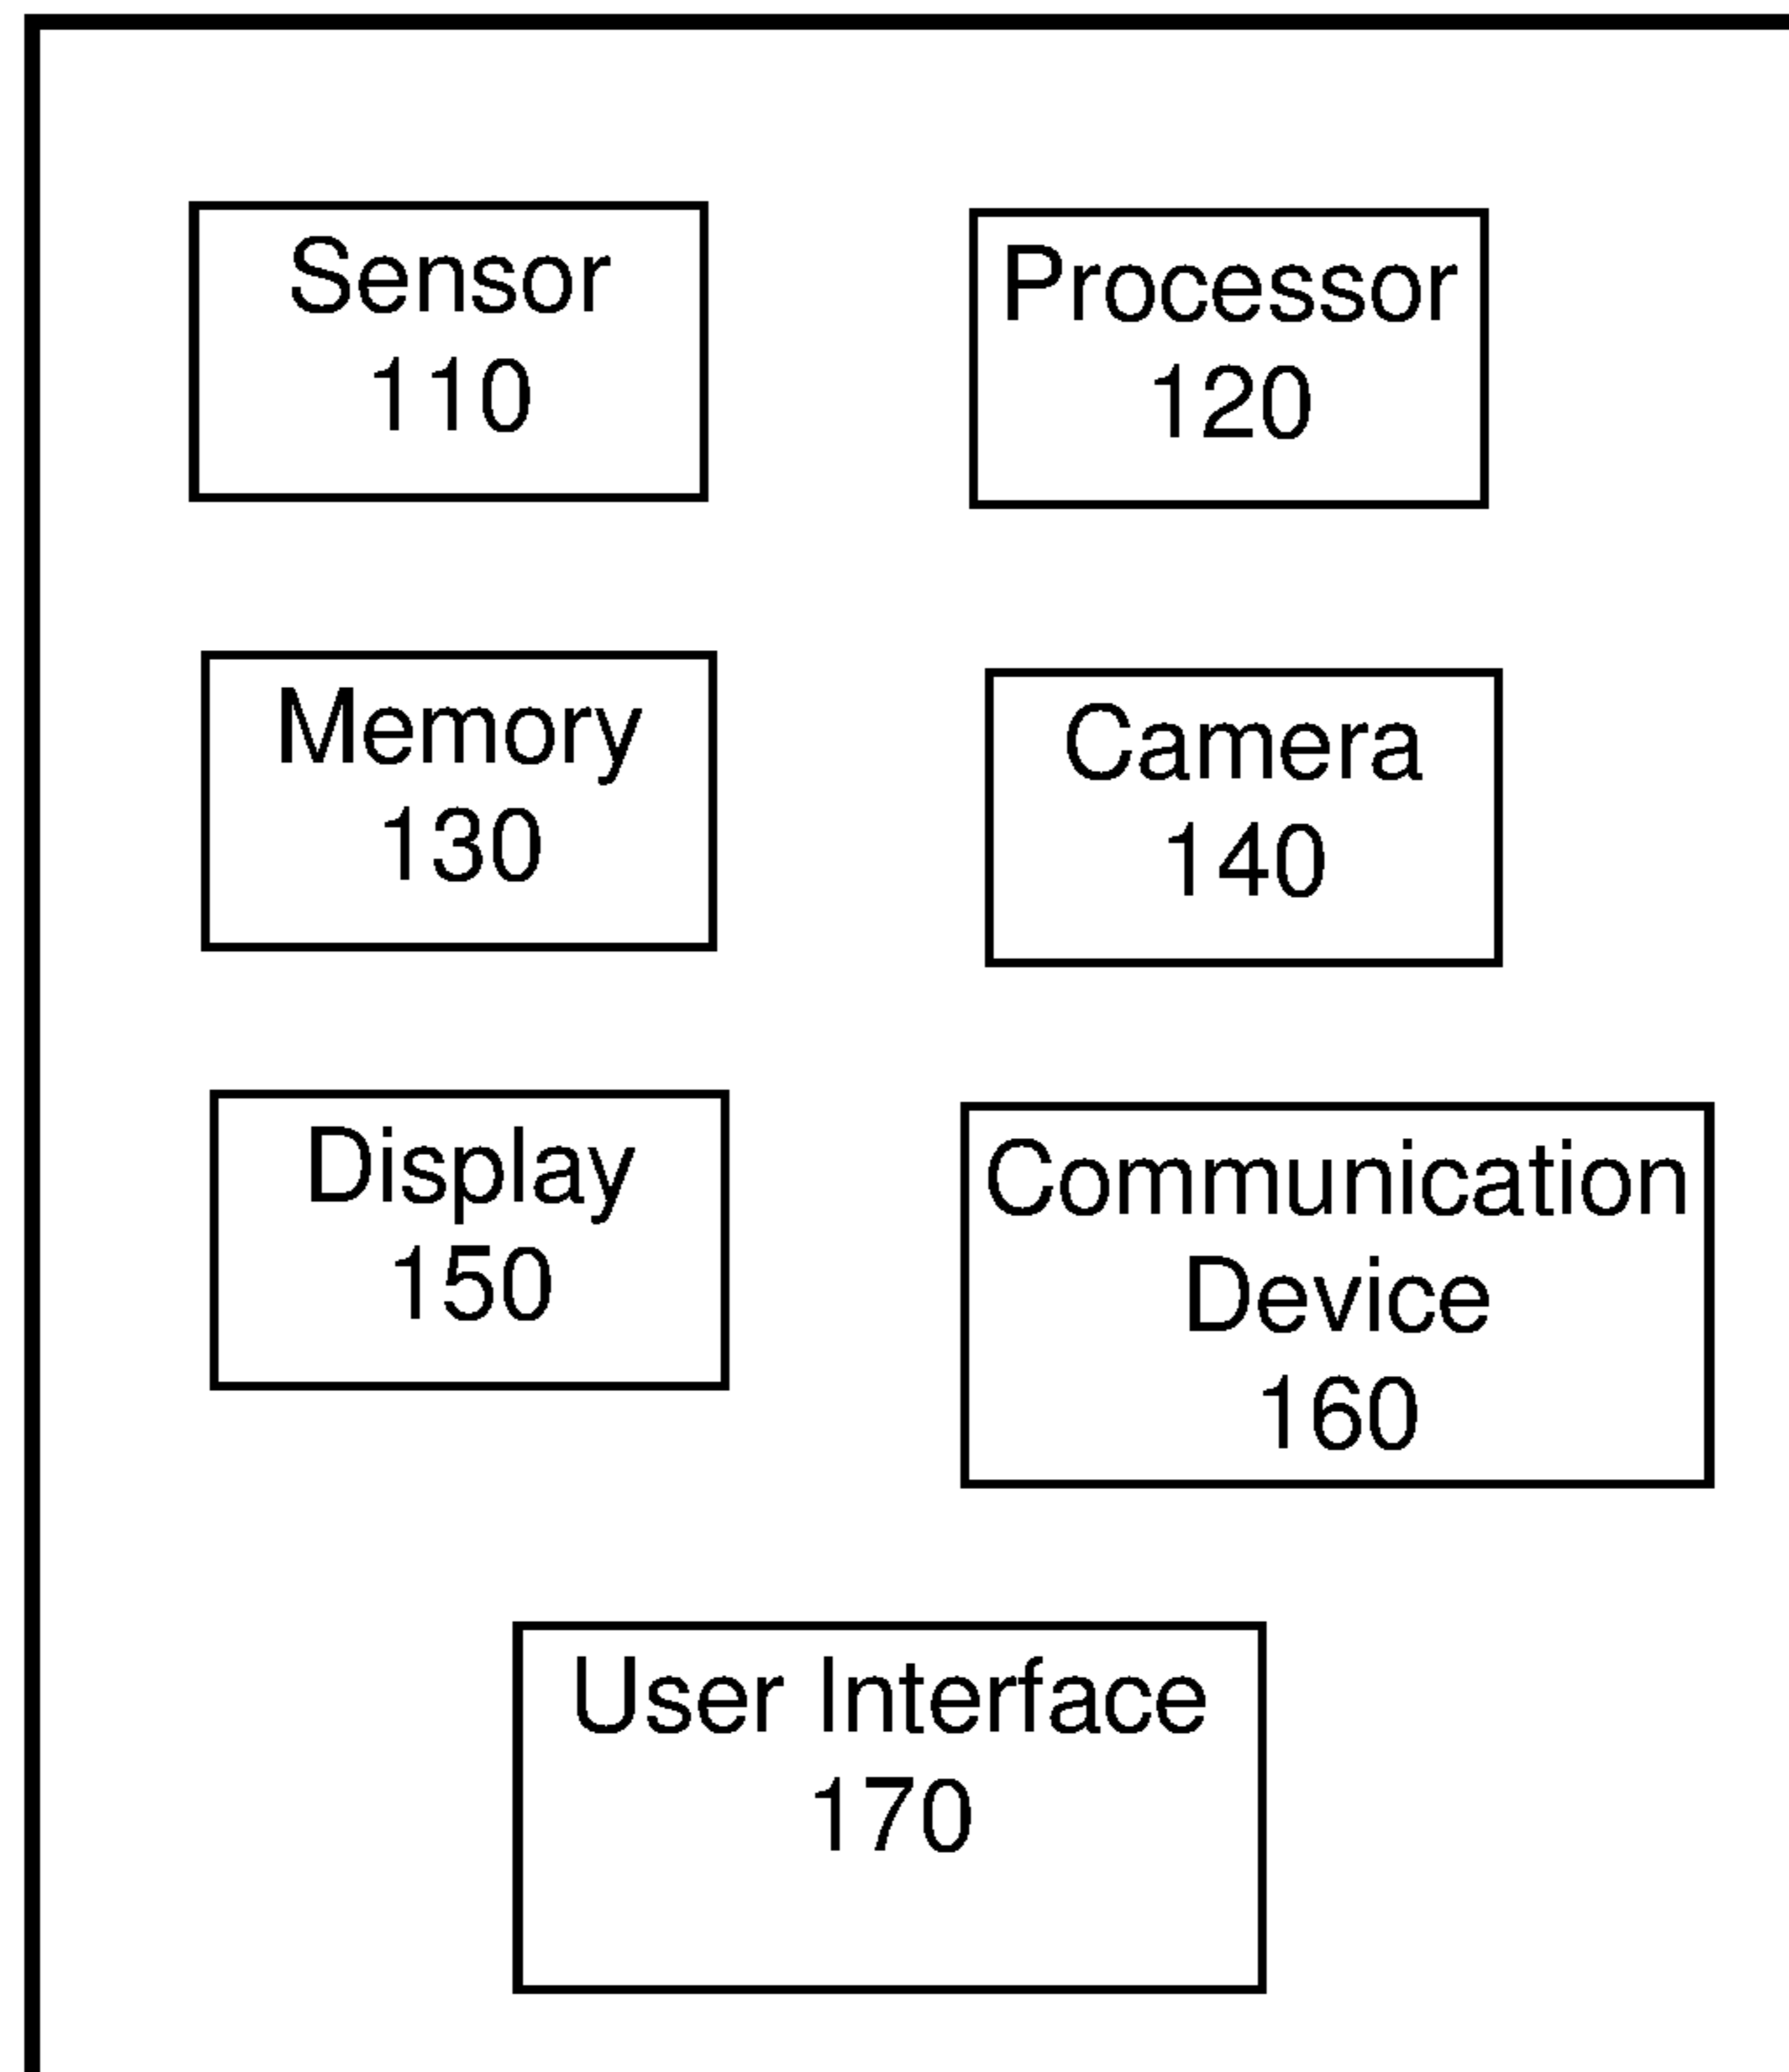 Sensor
110
Processor
120
Memory
130
Camera
140
Display
150
Communication
Device
160
User Interface
170